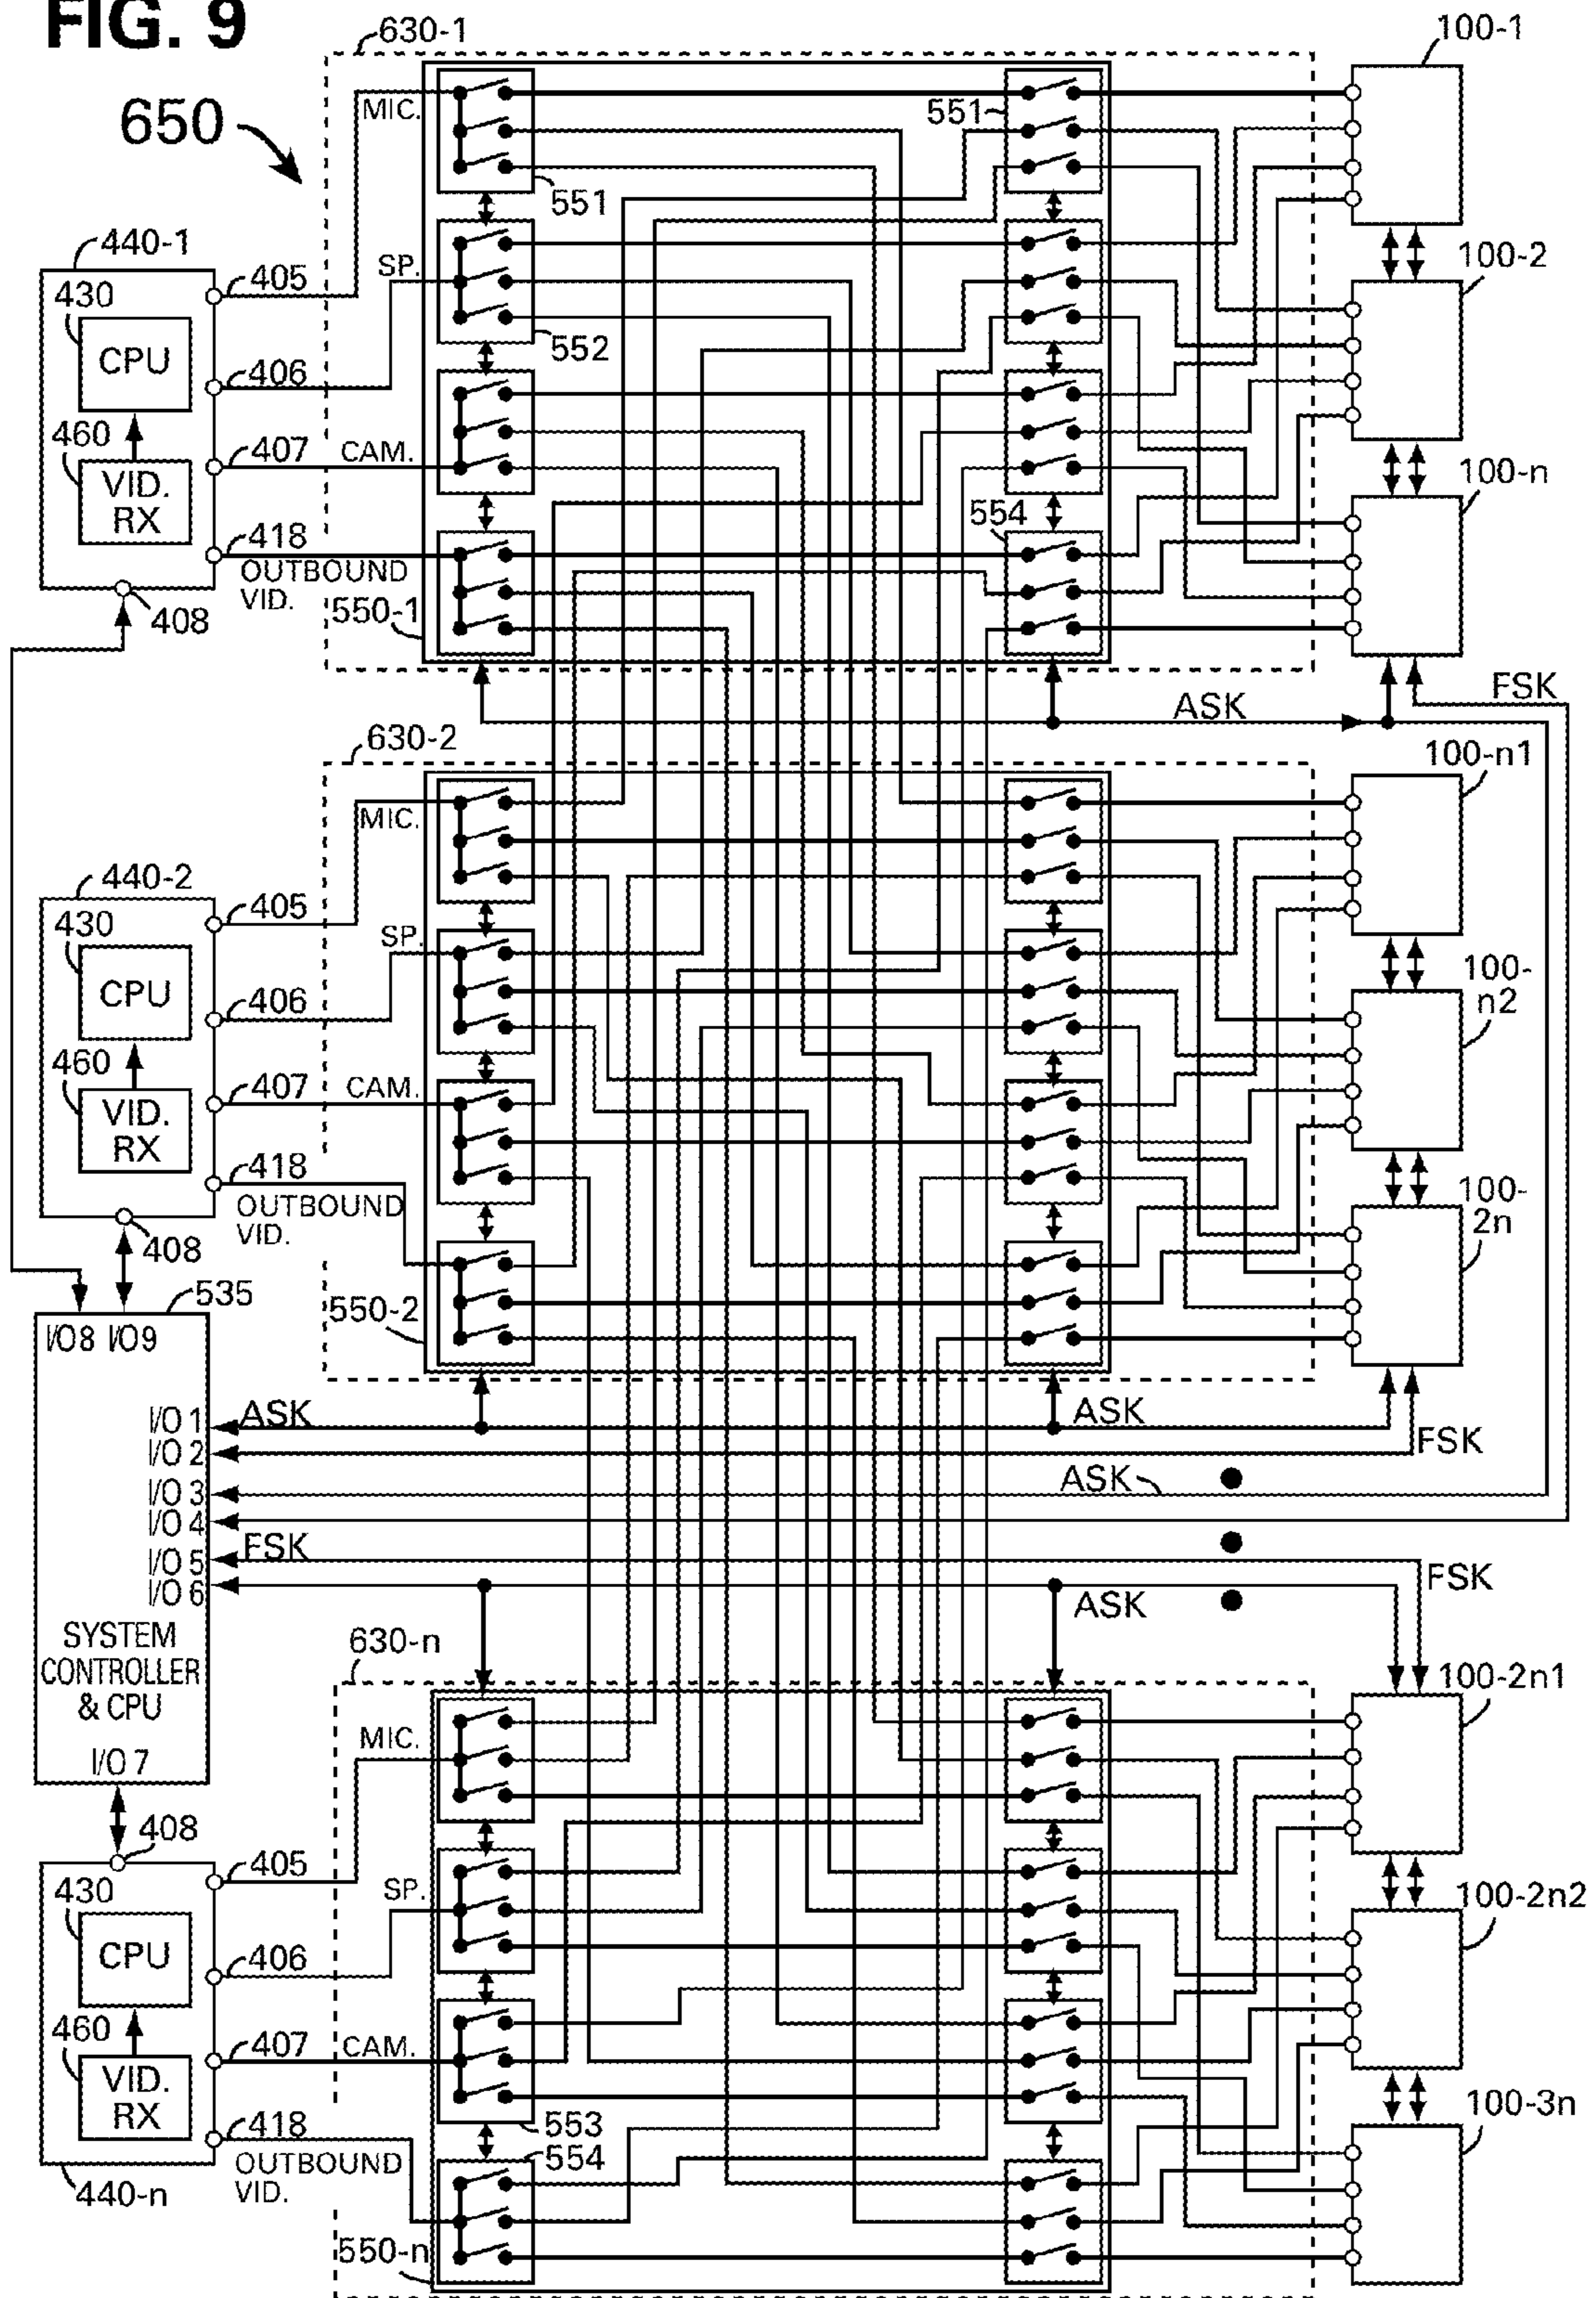 FIG. 9
650
630-1
100-1
MIC.
551
551
440-1
405
430
CPU
SP.
552
100-2
406
460
VID.
RX
407
CAM.
100-n
554
418
OUTBOUND
VID.
550-1
408
ASK
FSK
630-2
100-n1
MIC.
440-2
405
430
CPU
SP.
100-
n2
406
460
VID.
RX
407
CAM.
418
OUTBOUND
VID.
100-
2n
408
535
550-2
I/O8 I/O9
I/O 1
ASK
ASK
I/O 2
FSK
I/O 3
ASK
I/O 4
I/O 5
FSK
FSK
I/O 6
ASK
SYSTEM
CONTROLLER
& CPU
I/O 7
630-n
100-2n1
MIC.
408
405
430
CPU
SP.
100-2n2
406
460
VID.
RX
407
CAM.
553
100-3n
418
OUTBOUND
VID.
554
440-n
550-n